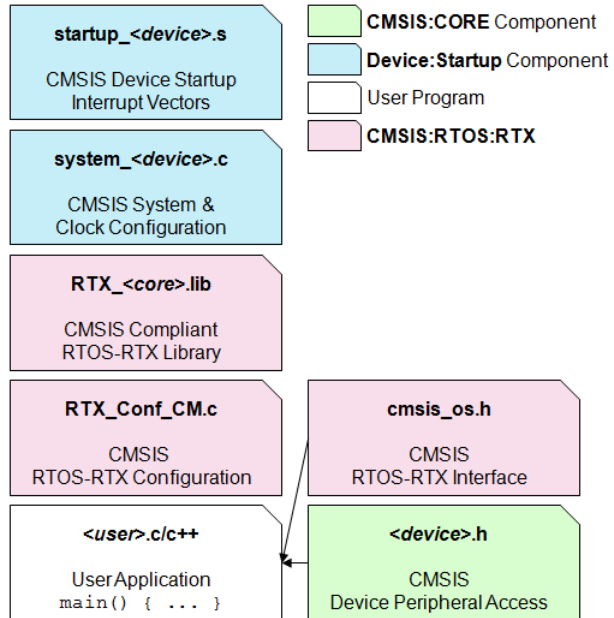 startup_<device>.s
CMSIS Device Startup
Interrupt Vectors
CMSIS:CORE Component
Device:Startup Component
User Program
CMSIS:RTOS:RTX
system_<device>.c
CMSIS System &
Clock Configuration
RTX_<core>.lib
CMSIS Compliant
RTOS-RTX Library
RTX_Conf_CM.c
CMSIS
RTOS-RTX Configuration
cmsis_os.h
CMSIS
RTOS-RTX Interface
<user>.c/c++
User Application
main() { ... }
<device>.h
CMSIS
Device Peripheral Access